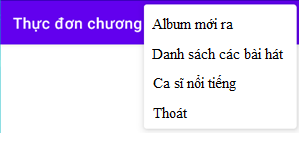 Thực đơn chương
Album mới ra
Danh sách các bài hát
Ca sĩ nổi tiếng
Thoát